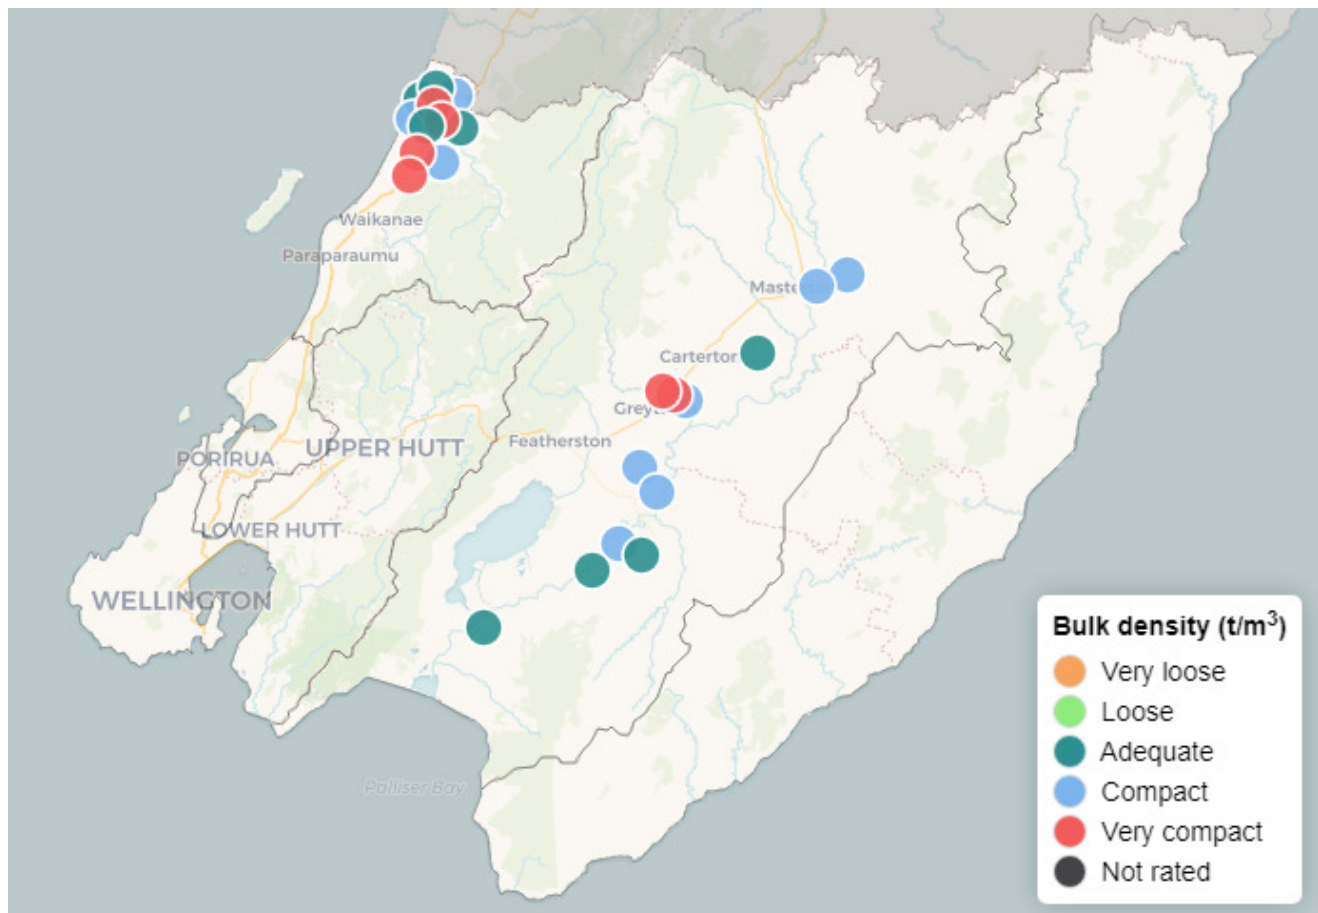 Waikanae
Paraparaumu
Cartertor
Featherston
UPPER HUTT
PORIRUA
LOWER HUTT
WELLINGTON
Palliser Bay
Bulk density (t/m³)
Very loose
Loose
Adequate
Compact
Very compact
Not rated